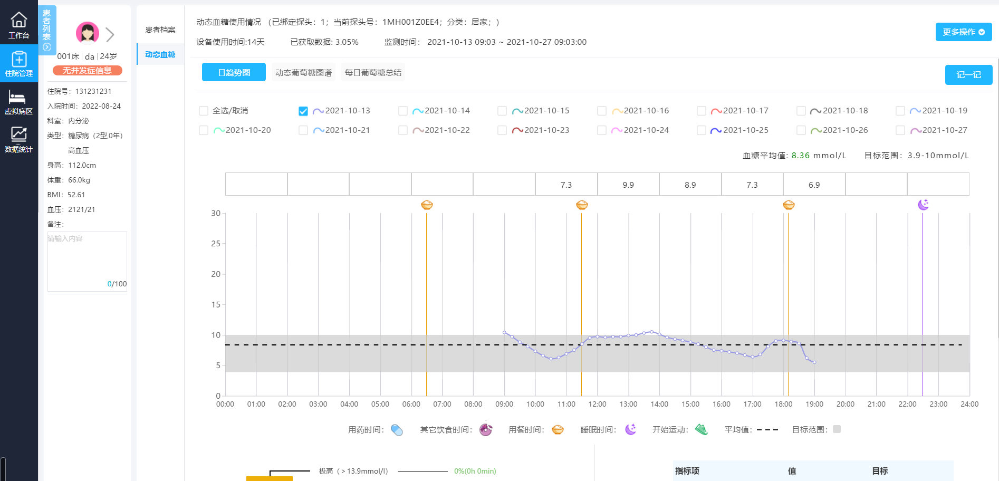 工作台
住院管理
虚拟病区
数据统计
患者列表
001床 da 24岁
无并发症信息
住院号：131231231
入院时间：2022-08-24
科室：内分泌
类型：糖尿病（2型,0年）
高血压
身高：112.0cm
体重：66.0kg
BMI：52.61
血压：2121/21
备注：
请输入内容
0/100
患者档案
动态血糖
动态血糖使用情况 （已绑定探头：1；当前探头号：1MH001Z0EE4；分类：居家；）
设备使用时间:14天 已获取数据: 3.05% 监测时间： 2021-10-13 09:03 ~ 2021-10-27 09:03:00
更多操作
日趋势图 动态葡萄糖图谱 每日葡萄糖总结
记一记
全选/取消 2021-10-13 2021-10-14 2021-10-15 2021-10-16 2021-10-17 2021-10-18 2021-10-19
2021-10-20 2021-10-21 2021-10-22 2021-10-23 2021-10-24 2021-10-25 2021-10-26 2021-10-27
血糖平均值: 8.36 mmol/L 目标范围：3.9-10mmol/L
7.3 9.9 8.9 7.3 6.9
30
25
20
15
10
5
0
00:00 01:00 02:00 03:00 04:00 05:00 06:00 07:00 08:00 09:00 10:00 11:00 12:00 13:00 14:00 15:00 16:00 17:00 18:00 19:00 20:00 21:00 22:00 23:00 24:00
用药时间： 其它饮食时间： 用餐时间： 睡眠时间： 开始运动： 平均值： 目标范围：
极高（＞13.9mmol/l） 0%(0h 0min)
指标项 值 目标